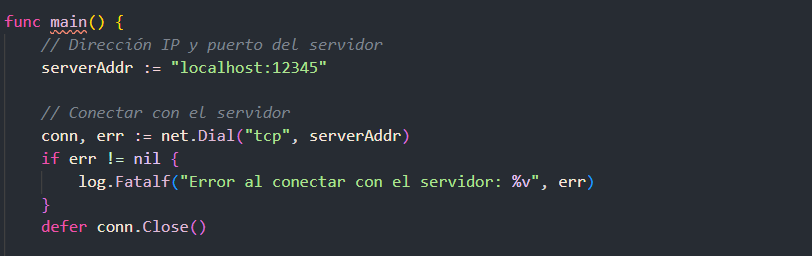 func main() {
// Dirección IP y puerto del servidor
serverAddr := "localhost:12345"
// Conectar con el servidor
conn, err := net.Dial("tcp", serverAddr)
if err != nil {
log.Fatalf("Error al conectar con el servidor: %v", err)
}
defer conn.Close()